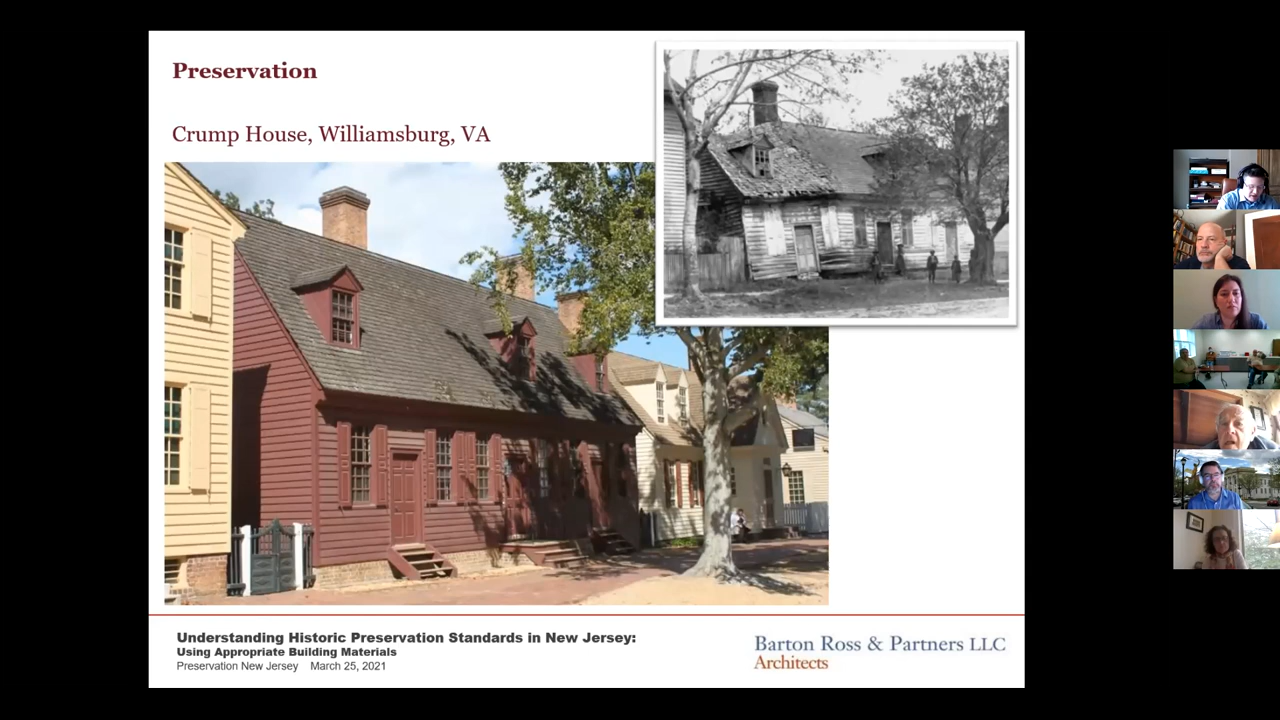 Preservation
Crump House, Williamsburg, VA
Understanding Historic Preservation Standards in New Jersey:
Using Appropriate Building Materials
Preservation New Jersey March 25, 2021
Barton Ross & Partners LLC
Architects